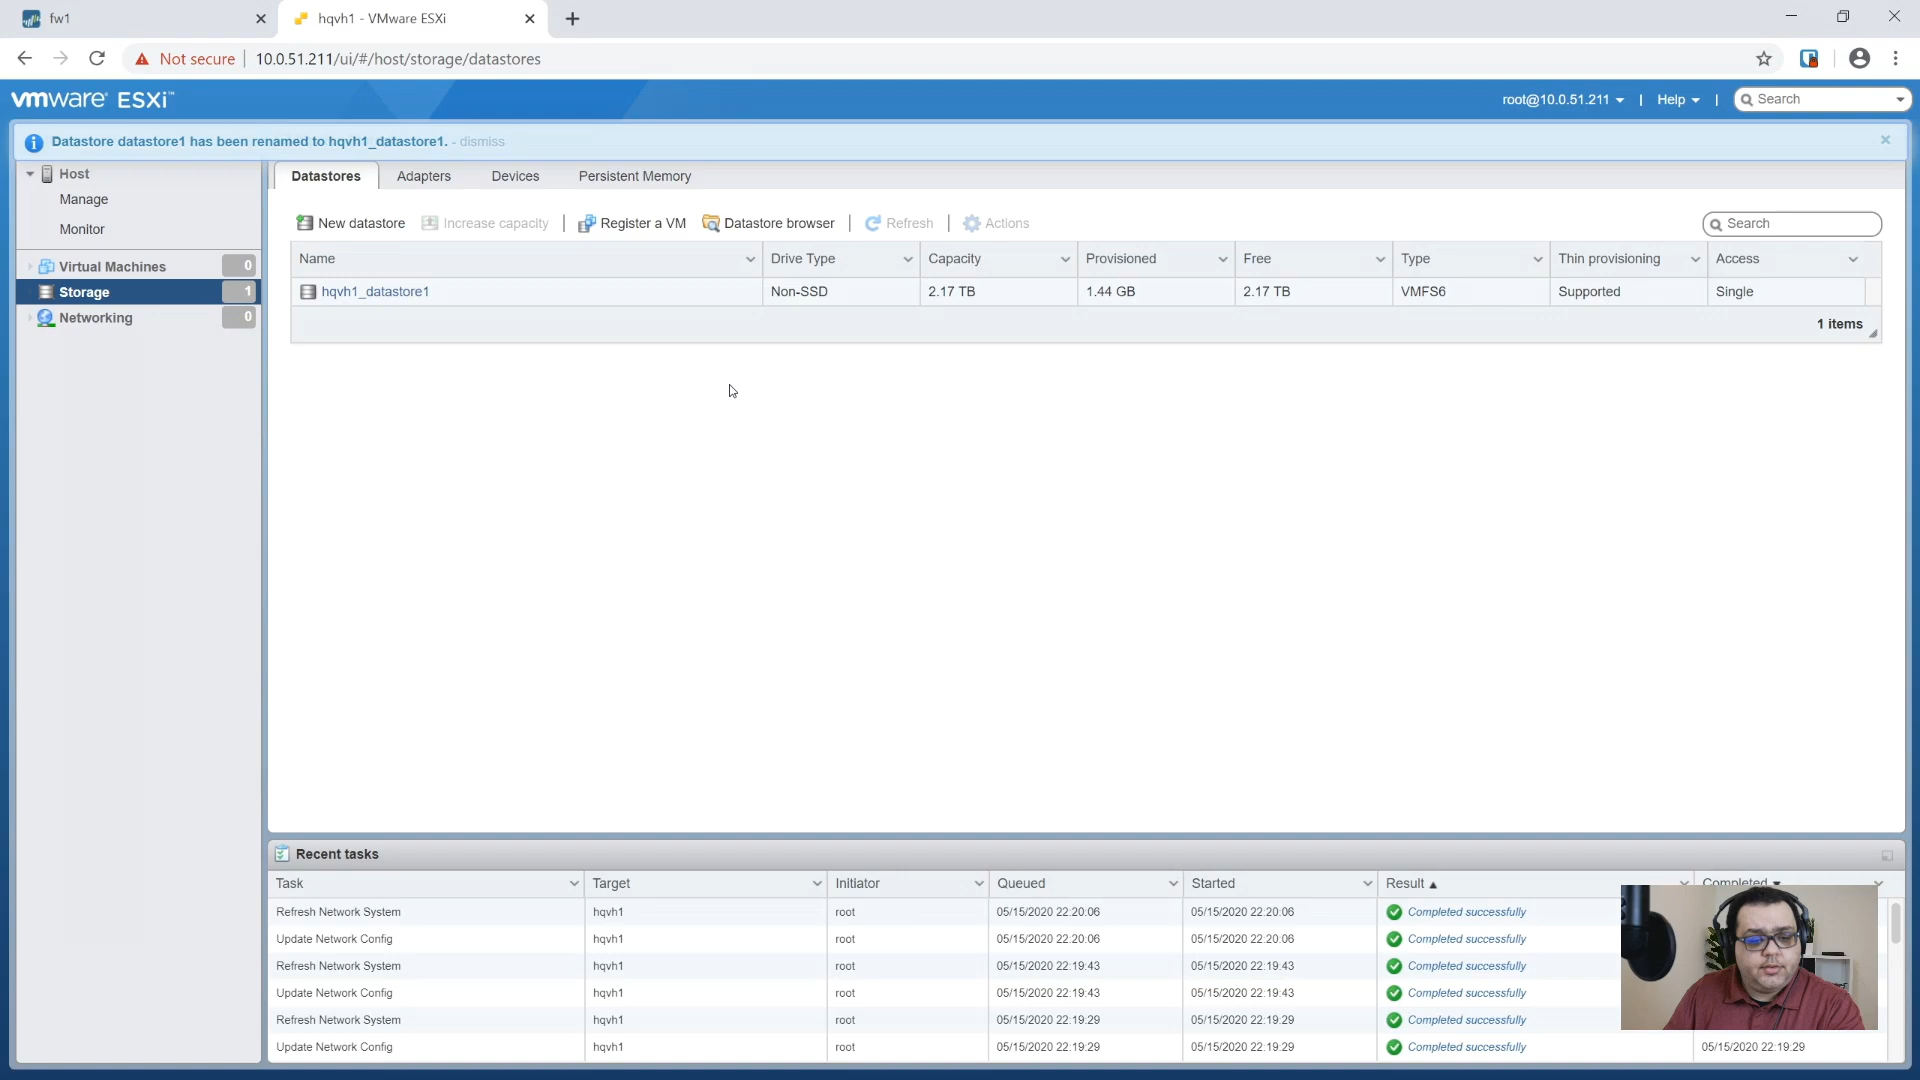 fw1
hqvh1 - VMware ESXi
Not secure
10.0.51.211/ui/#/host/storage/datastores
vmware ESXi™
root@10.0.51.211 | Help |
Search
Datastore datastore1 has been renamed to hqvh1_datastore1. - dismiss
Host
Manage
Monitor
Virtual Machines 0
Storage 1
Networking 0
Datastores Adapters Devices Persistent Memory
New datastore Increase capacity | Register a VM Datastore browser | Refresh | Actions
Search
Name Drive Type Capacity Provisioned Free Type Thin provisioning Access
hqvh1_datastore1 Non-SSD 2.17 TB 1.44 GB 2.17 TB VMFS6 Supported Single
1 items
Recent tasks
Task Target Initiator Queued Started Result Completed
Refresh Network System hqvh1 root 05/15/2020 22:20:06 05/15/2020 22:20:06 Completed successfully
Update Network Config hqvh1 root 05/15/2020 22:20:06 05/15/2020 22:20:06 Completed successfully
Refresh Network System hqvh1 root 05/15/2020 22:19:43 05/15/2020 22:19:43 Completed successfully
Update Network Config hqvh1 root 05/15/2020 22:19:43 05/15/2020 22:19:43 Completed successfully
Refresh Network System hqvh1 root 05/15/2020 22:19:29 05/15/2020 22:19:29 Completed successfully
Update Network Config hqvh1 root 05/15/2020 22:19:29 05/15/2020 22:19:29 Completed successfully 05/15/2020 22:19:29